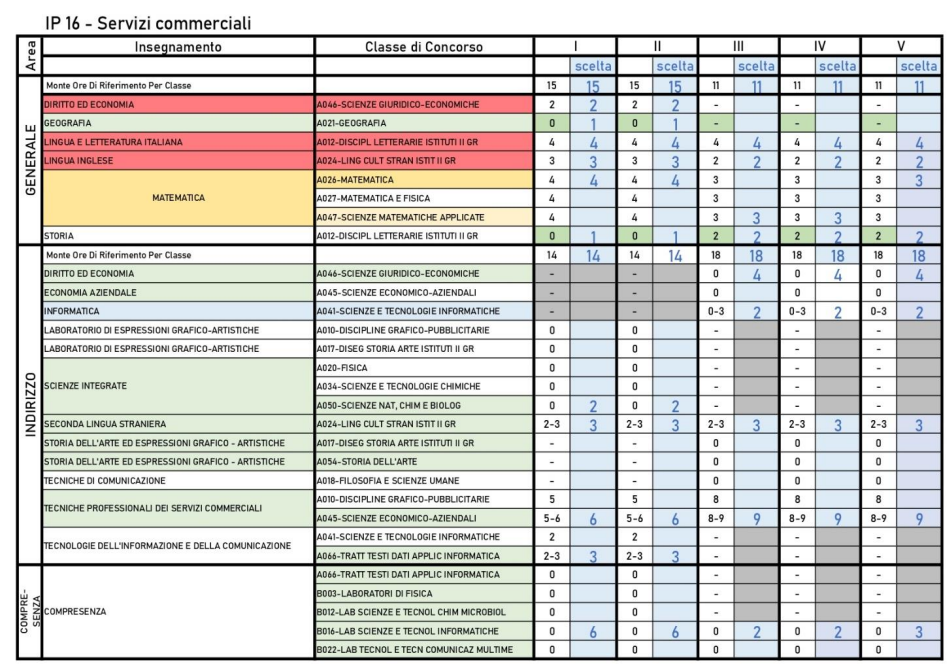 IP 16 - Servizi commerciali
Area Insegnamento Classe di Concorso I II III IV V
scelta scelta scelta scelta scelta
GENERALE
Monte Ore Di Riferimento Per Classe 15 15 15 15 11 11 11 11 11 11
DIRITTO ED ECONOMIA A046-SCIENZE GIURIDICO-ECONOMICHE 2 2 2 2 - - -
GEOGRAFIA A021-GEOGRAFIA 0 1 0 1 - - -
LINGUA E LETTERATURA ITALIANA A012-DISCIPL LETTERARIE ISTITUTI II GR 4 4 4 4 4 4 4 4 4 4
LINGUA INGLESE A024-LING CULT STRAN ISTIT II GR 3 3 3 3 2 2 2 2 2 2
MATEMATICA A026-MATEMATICA 4 4 4 4 3 3 3 3
A027-MATEMATICA E FISICA 4 4 3 3 3
A047-SCIENZE MATEMATICHE APPLICATE 4 4 3 3 3 3 3
STORIA A012-DISCIPL LETTERARIE ISTITUTI II GR 0 1 0 1 2 2 2 2 2 2
INDIRIZZO
Monte Ore Di Riferimento Per Classe 14 14 14 14 18 18 18 18 18 18
DIRITTO ED ECONOMIA A046-SCIENZE GIURIDICO-ECONOMICHE - - 0 4 0 4 0 4
ECONOMIA AZIENDALE A045-SCIENZE ECONOMICO-AZIENDALI - - 0 0 0
INFORMATICA A041-SCIENZE E TECNOLOGIE INFORMATICHE - - 0-3 2 0-3 2 0-3 2
LABORATORIO DI ESPRESSIONI GRAFICO-ARTISTICHE A010-DISCIPLINE GRAFICO-PUBBLICITARIE 0 0 - - -
LABORATORIO DI ESPRESSIONI GRAFICO-ARTISTICHE A017-DISEG STORIA ARTE ISTITUTI II GR 0 0 - - -
SCIENZE INTEGRATE A020-FISICA 0 0 - - -
A034-SCIENZE E TECNOLOGIE CHIMICHE 0 0 - - -
A050-SCIENZE NAT, CHIM E BIOLOG 0 2 0 2 - - -
SECONDA LINGUA STRANIERA A024-LING CULT STRAN ISTIT II GR 2-3 3 2-3 3 2-3 3 2-3 3 2-3 3
STORIA DELL'ARTE ED ESPRESSIONI GRAFICO - ARTISTICHE A017-DISEG STORIA ARTE ISTITUTI II GR - - 0 0 0
STORIA DELL'ARTE ED ESPRESSIONI GRAFICO - ARTISTICHE A054-STORIA DELL'ARTE - - 0 0 0
TECNICHE DI COMUNICAZIONE A018-FILOSOFIA E SCIENZE UMANE - - 0 0 0
TECNICHE PROFESSIONALI DEI SERVIZI COMMERCIALI A010-DISCIPLINE GRAFICO-PUBBLICITARIE 5 5 8 8 8
A045-SCIENZE ECONOMICO-AZIENDALI 5-6 6 5-6 6 8-9 9 8-9 9 8-9 9
TECNOLOGIE DELL'INFORMAZIONE E DELLA COMUNICAZIONE A041-SCIENZE E TECNOLOGIE INFORMATICHE 2 2 - - -
A066-TRATT TESTI DATI APPLIC INFORMATICA 2-3 3 2-3 3 - - -
COMPRE-
SENZA
COMPRESENZA A066-TRATT TESTI DATI APPLIC INFORMATICA 0 0 - - -
B003-LABORATORI DI FISICA 0 0 - - -
B012-LAB SCIENZE E TECNOL CHIM MICROBIOL 0 0 - - -
B016-LAB SCIENZE E TECNOL INFORMATICHE 0 6 0 6 0 2 0 2 0 3
B022-LAB TECNOL E TECN COMUNICAZ MULTIME 0 0 0 0 0